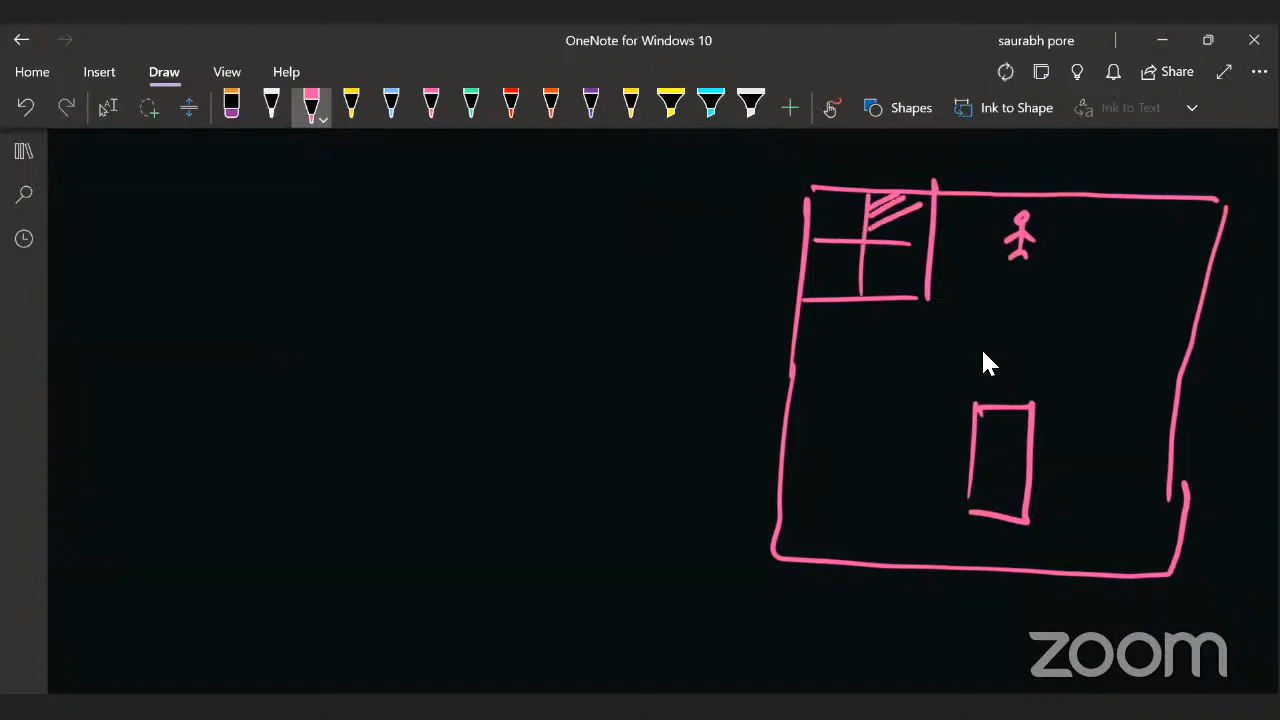 OneNote for Windows 10
saurabh pore
Home Insert Draw View Help
Share
Shapes
Ink to Shape
Ink to Text
zoom